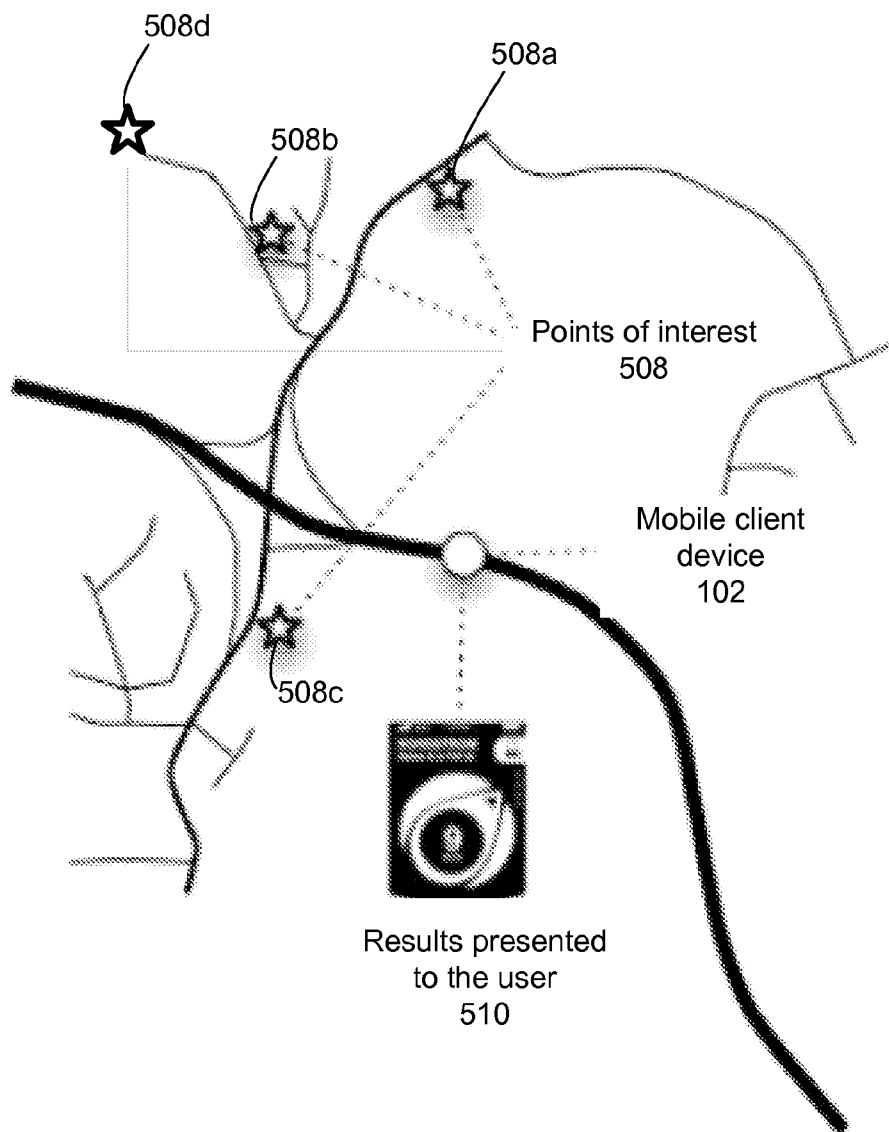 508d
508a
508b
Points of interest
508
Mobile client
device
102
508c
Results presented
to the user
510